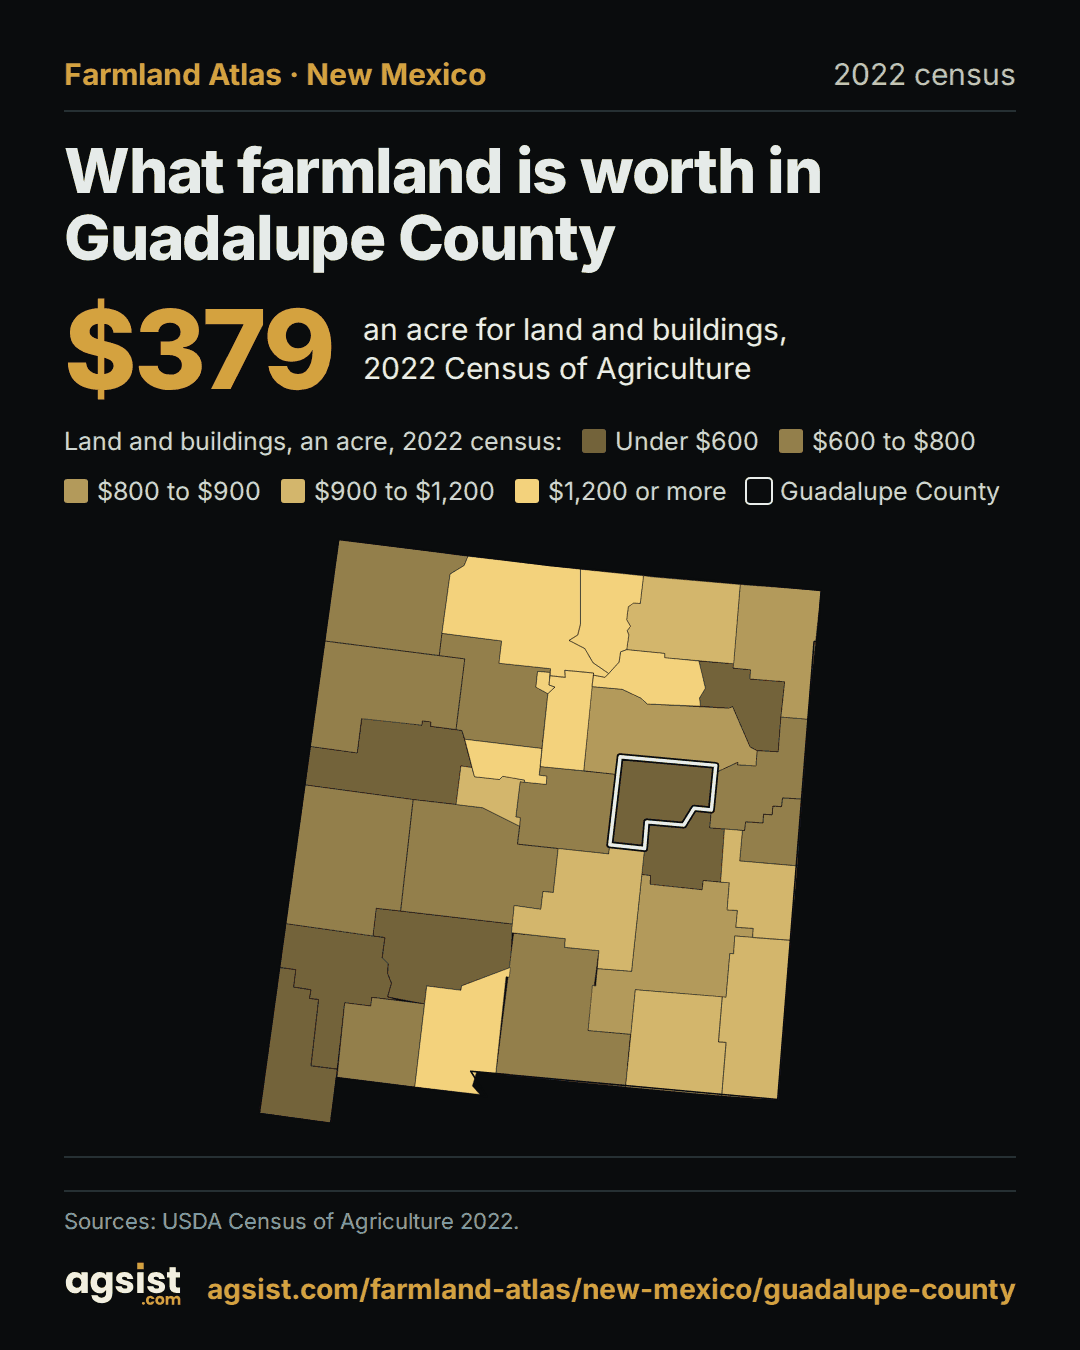 Farmland Atlas · New Mexico
2022 census
What farmland is worth in
Guadalupe County
$379
an acre for land and buildings,
2022 Census of Agriculture
Land and buildings, an acre, 2022 census: Under $600 $600 to $800
$800 to $900 $900 to $1,200 $1,200 or more Guadalupe County
Sources: USDA Census of Agriculture 2022.
agsist
.com
agsist.com/farmland-atlas/new-mexico/guadalupe-county